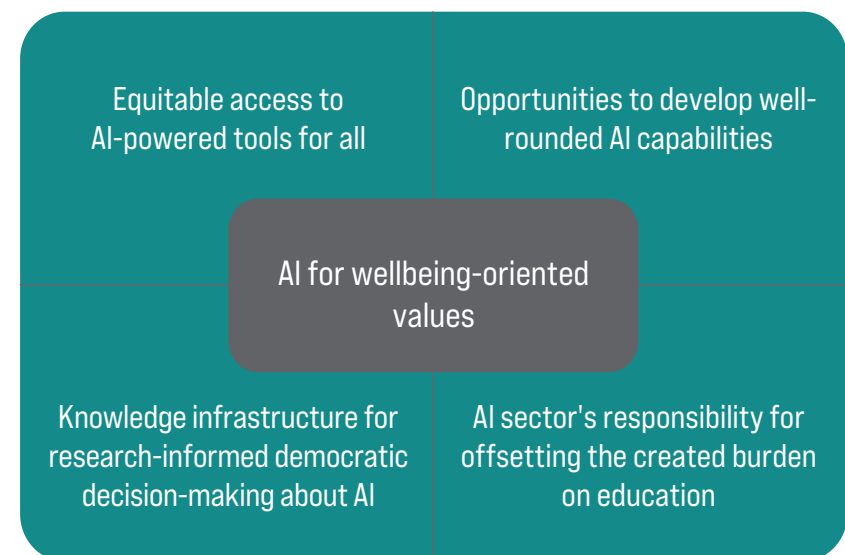 Equitable access to
AI-powered tools for all
Opportunities to develop well-
rounded AI capabilities
AI for wellbeing-oriented
values
Knowledge infrastructure for
research-informed democratic
decision-making about AI
AI sector's responsibility for
offsetting the created burden
on education